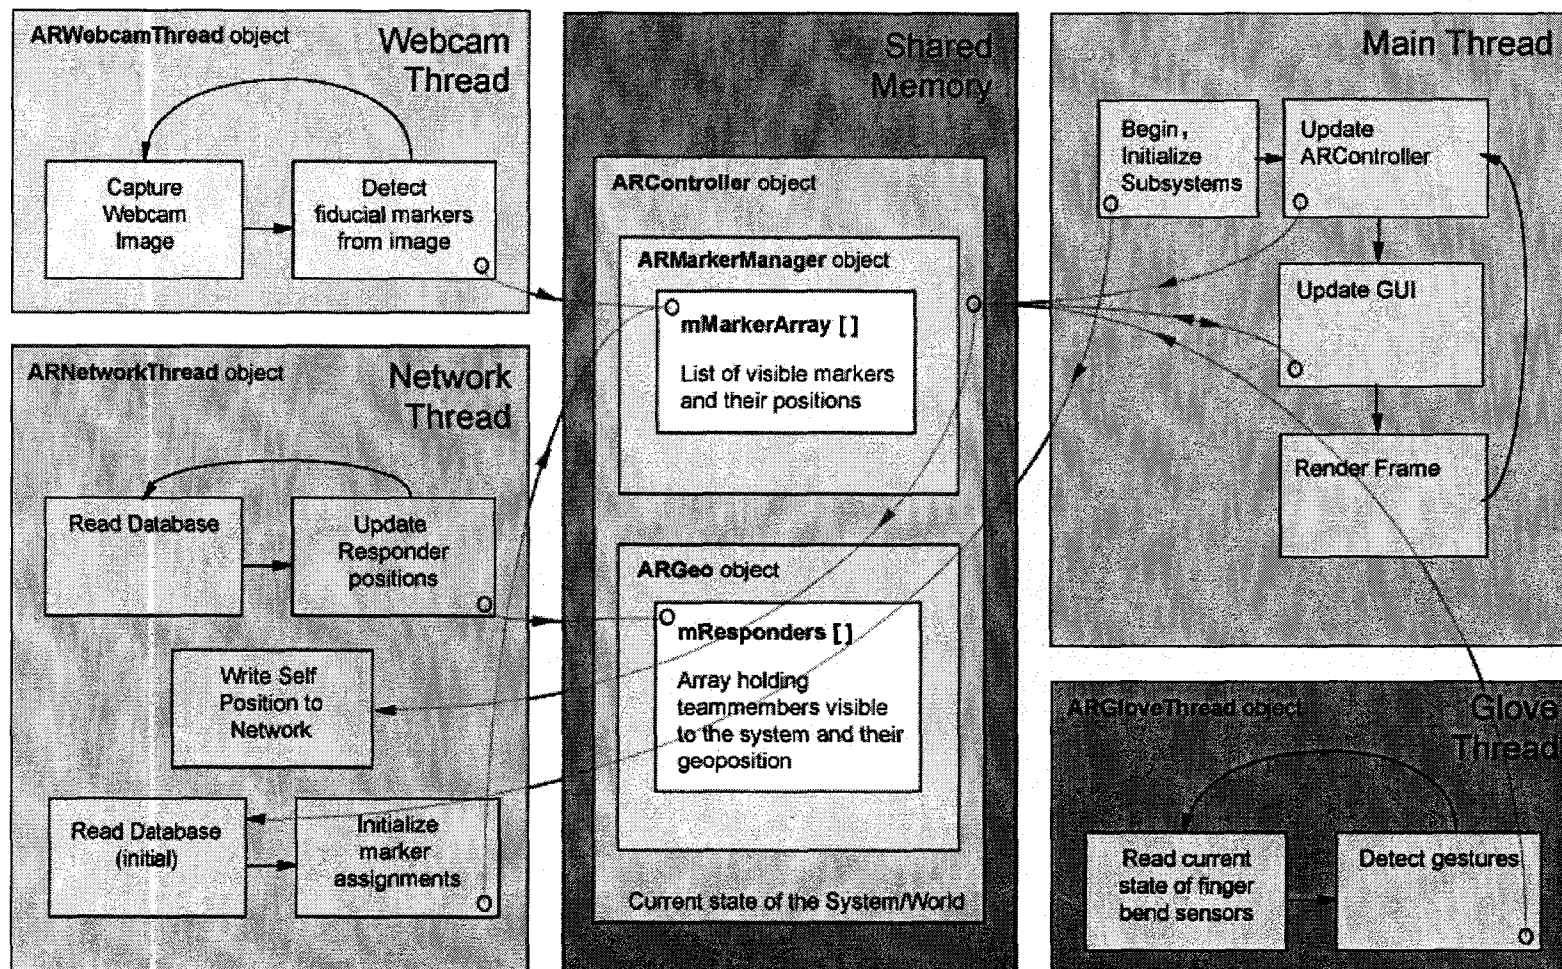 ARWebcamThread object
Webcam
Thread
Capture
Webcam
Image
Detect
fiducial markers
from image
ARNetworkThread object
Network
Thread
Read Database
Update
Responder
positions
Write Self
Position to
Network
Read Database
(initial)
Initialize
marker
assignments
Shared
Memory
ARController object
ARMarkerManager object
mMarkerArray [ ]
List of visible markers
and their positions
ARGeo object
mResponders [ ]
Array holding
teammembers visible
to the system and their
geoposition
Current state of the System/World
Main Thread
Begin,
Initialize
Subsystems
Update
ARController
Update GUI
Render Frame
ARGloveThread object
Glove
Thread
Read current
state of finger
bend sensors
Detect gestures